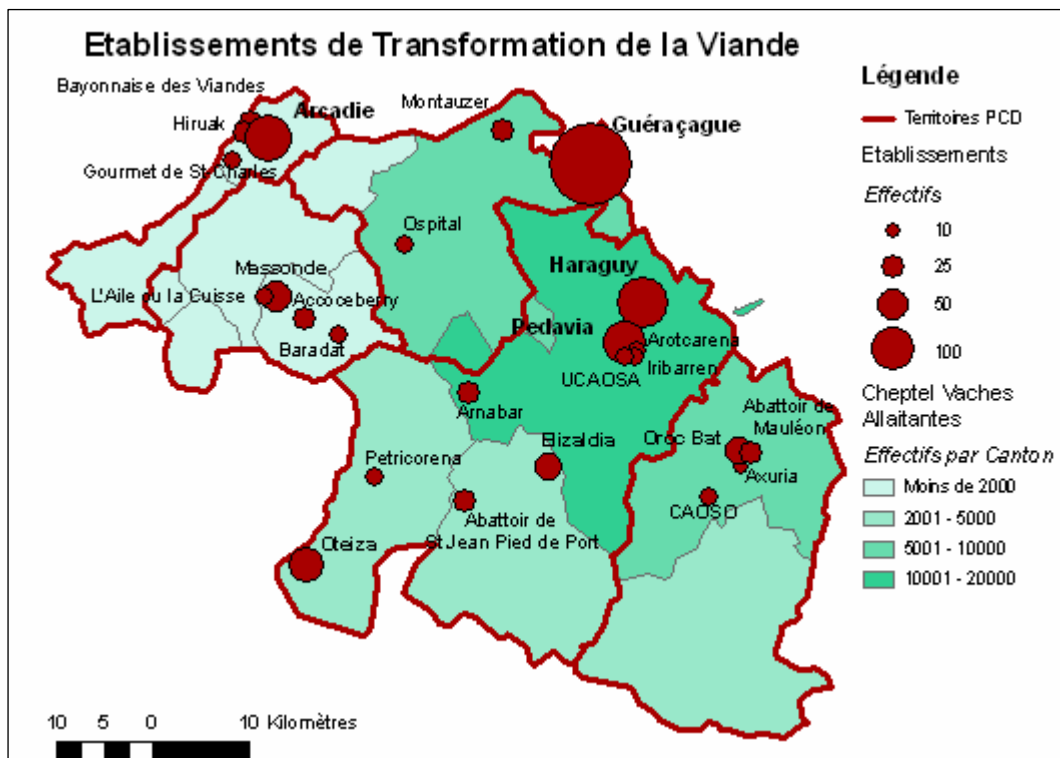 Etablissements de Transformation de la Viande
Bayonnaise des Viandes
Hiruak
Arcadie
Gourmet de St Charles
Montauzer
Guéraçague
Ospital
Massonde
L'Aile ou la Cuisse
Accoceberry
Baradat
Haraguy
Pedavia
Arotcarena
Iribarren
UCAOSA
Arnabar
Elizaldia
Petricorena
Abattoir de
St Jean Pied de Port
Oteiza
Abattoir de
Mauléon
Oroc Bat
Axuria
CAOSO
10 5 0 10 Kilomètres
Légende
Territoires PCD
Etablissements
Effectifs
10
25
50
100
Cheptel Vaches
Allaitantes
Effectifs par Canton
Moins de 2000
2001 - 5000
5001 - 10000
10001 - 20000